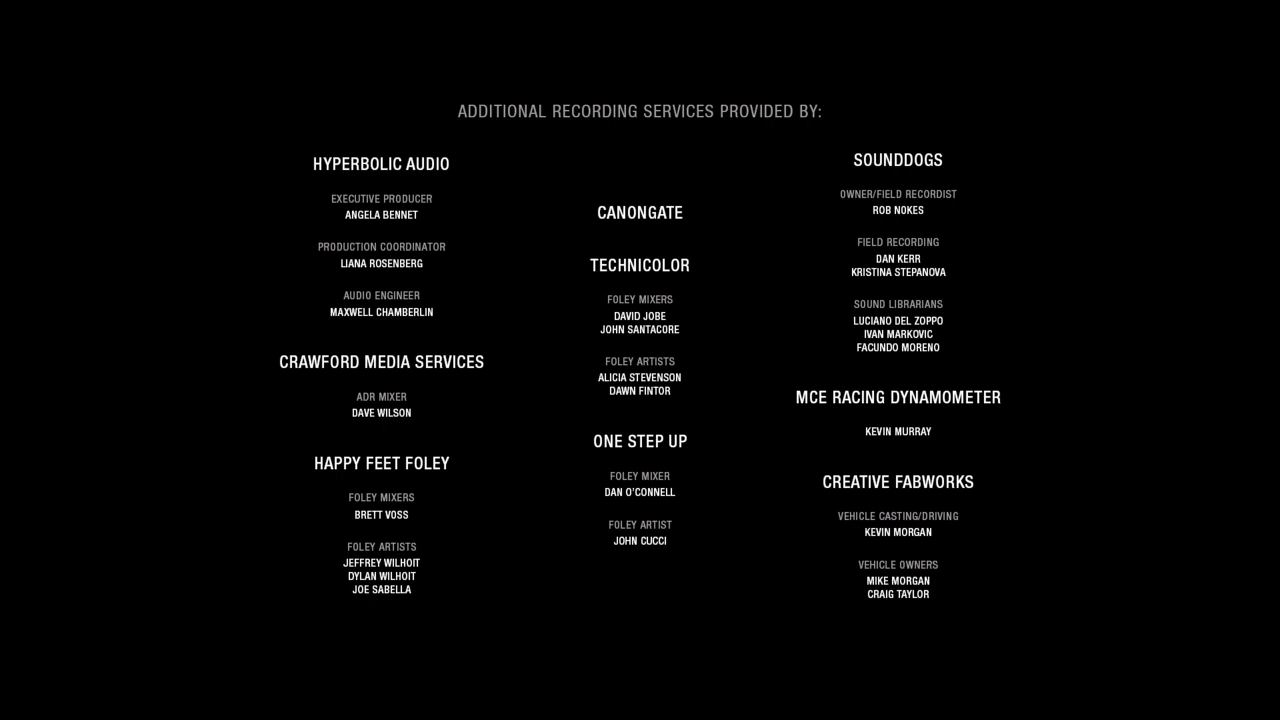 ADDITIONAL RECORDING SERVICES PROVIDED BY:
HYPERBOLIC AUDIO
EXECUTIVE PRODUCER
ANGELA BENNET
PRODUCTION COORDINATOR
LIANA ROSENBERG
AUDIO ENGINEER
MAXWELL CHAMBERLIN
CRAWFORD MEDIA SERVICES
ADR MIXER
DAVE WILSON
HAPPY FEET FOLEY
FOLEY MIXERS
BRETT VOSS
FOLEY ARTISTS
JEFFREY WILHOIT
DYLAN WILHOIT
JOE SABELLA
CANONGATE
TECHNICOLOR
FOLEY MIXERS
DAVID JOBE
JOHN SANTACORE
FOLEY ARTISTS
ALICIA STEVENSON
DAWN FINTOR
ONE STEP UP
FOLEY MIXER
DAN O'CONNELL
FOLEY ARTIST
JOHN CUCCI
SOUNDDOGS
OWNER/FIELD RECORDIST
ROB NOKES
FIELD RECORDING
DAN KERR
KRISTINA STEPANOVA
SOUND LIBRARIANS
LUCIANO DEL ZOPPO
IVAN MARKOVIC
FACUNDO MORENO
MCE RACING DYNAMOMETER
KEVIN MURRAY
CREATIVE FABWORKS
VEHICLE CASTING/DRIVING
KEVIN MORGAN
VEHICLE OWNERS
MIKE MORGAN
CRAIG TAYLOR